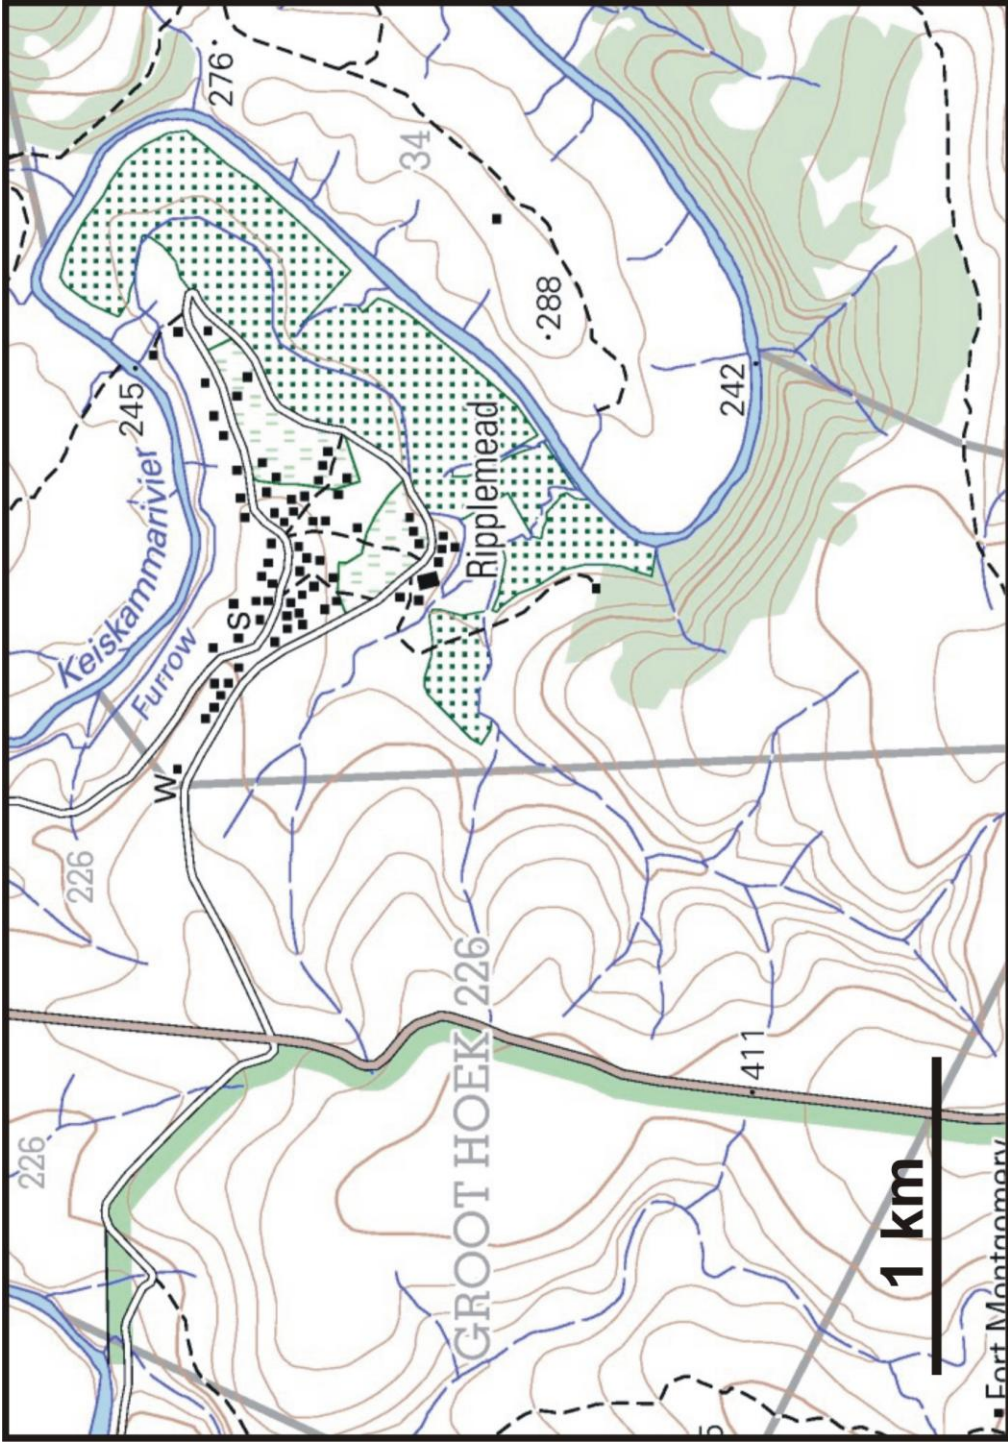 226
226
Keiskammarivier
245
Furrow
W
276
S
34
GROOT HOEK 226
Ripplemead
288
242
411
1 km
Fort Montgomery